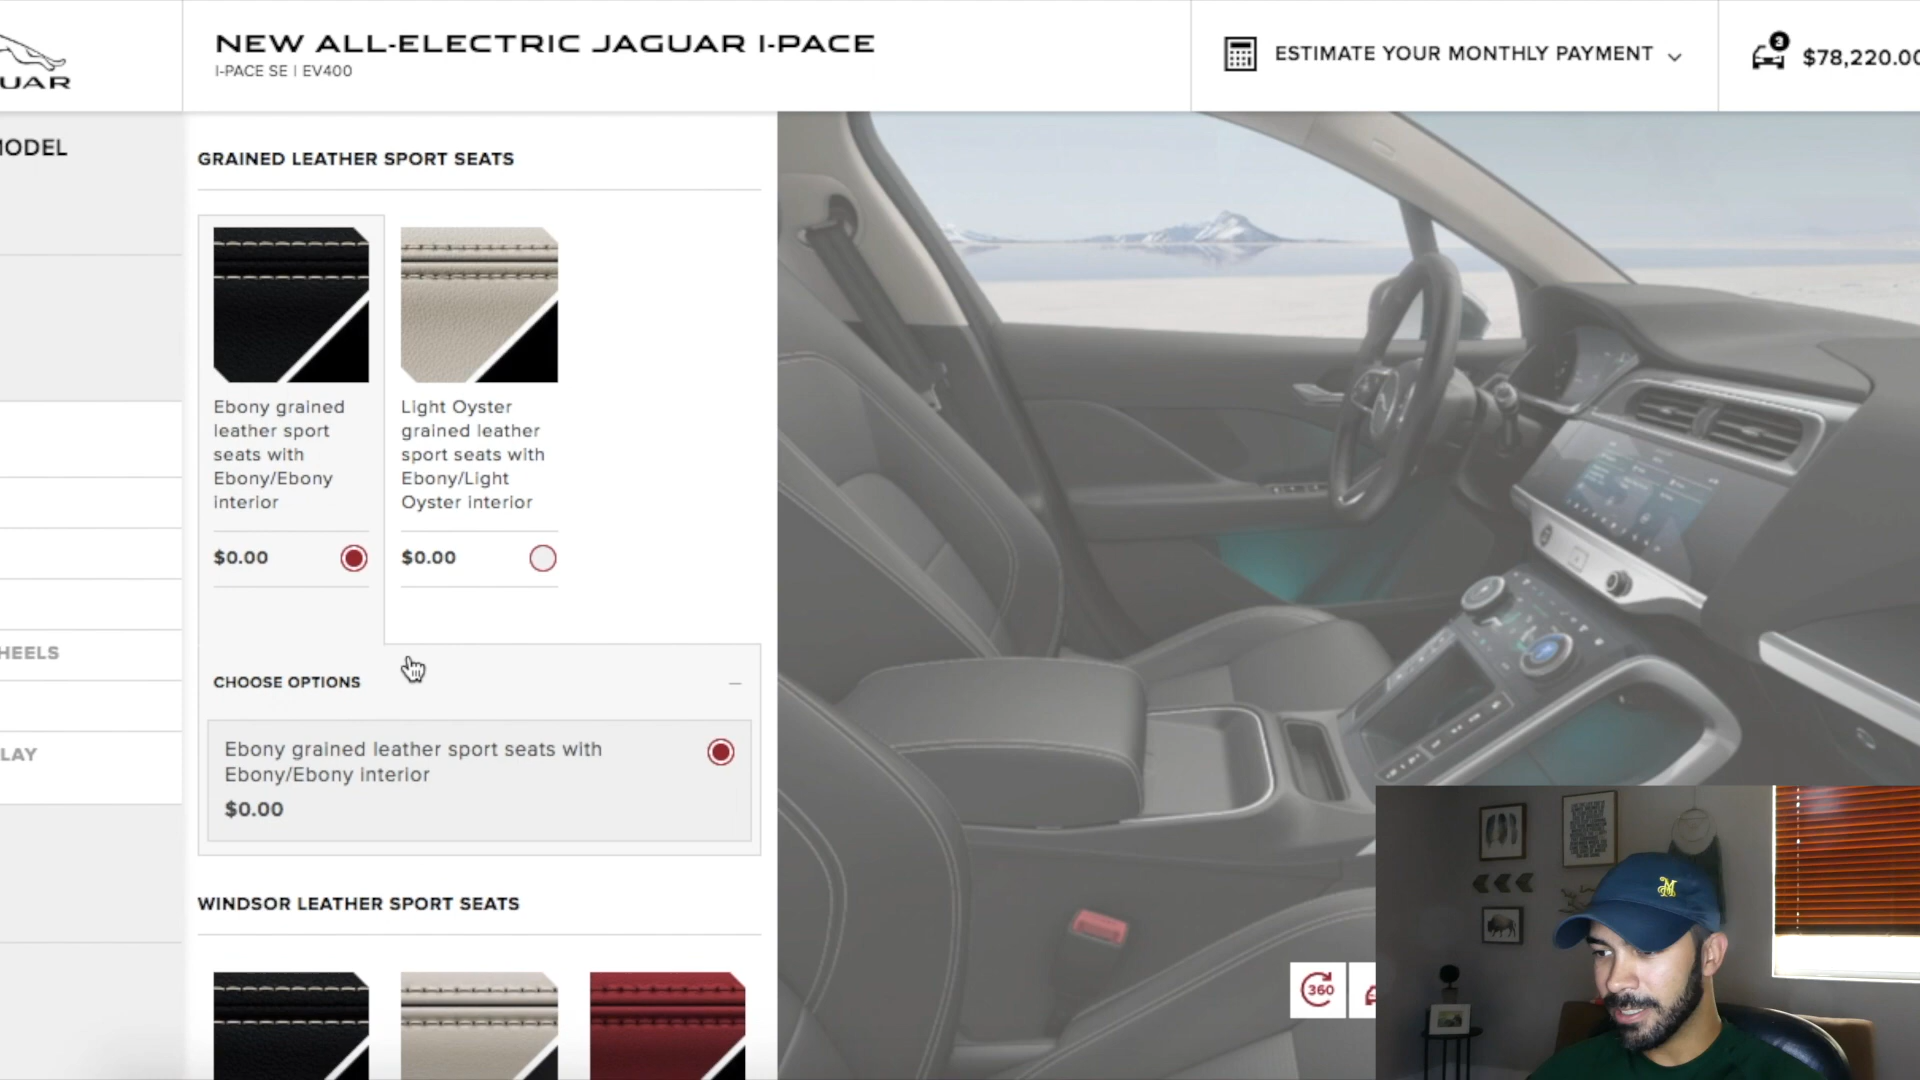 UAR
NEW ALL-ELECTRIC JAGUAR I-PACE
I-PACE SE | EV400
ESTIMATE YOUR MONTHLY PAYMENT
3
$78,220.00
MODEL
GRAINED LEATHER SPORT SEATS
Ebony grained
leather sport
seats with
Ebony/Ebony
interior
$0.00
Light Oyster
grained leather
sport seats with
Ebony/Light
Oyster interior
$0.00
HEELS
LAY
CHOOSE OPTIONS
Ebony grained leather sport seats with
Ebony/Ebony interior
$0.00
WINDSOR LEATHER SPORT SEATS
360
M